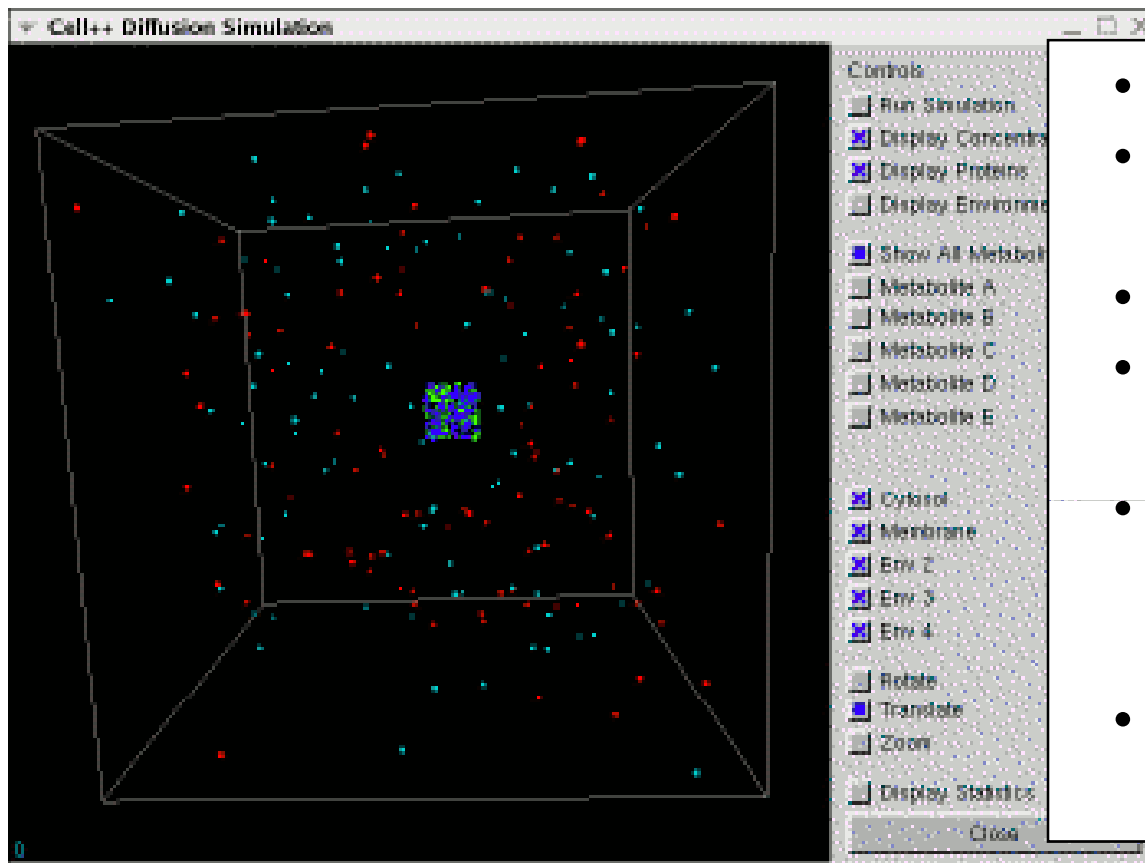 Cell++ Diffusion Simulation
Controls
Run Simulation
Display Concentra
Display Proteins
Display Environme
Show All Metaboli
Metabolite A
Metabolite B
Metabolite C
Metabolite D
Metabolite E
Cytosol
Membrane
Env 2
Env 3
Env 4
Rotate
Translate
Zoom
Display Statistics
Close
0